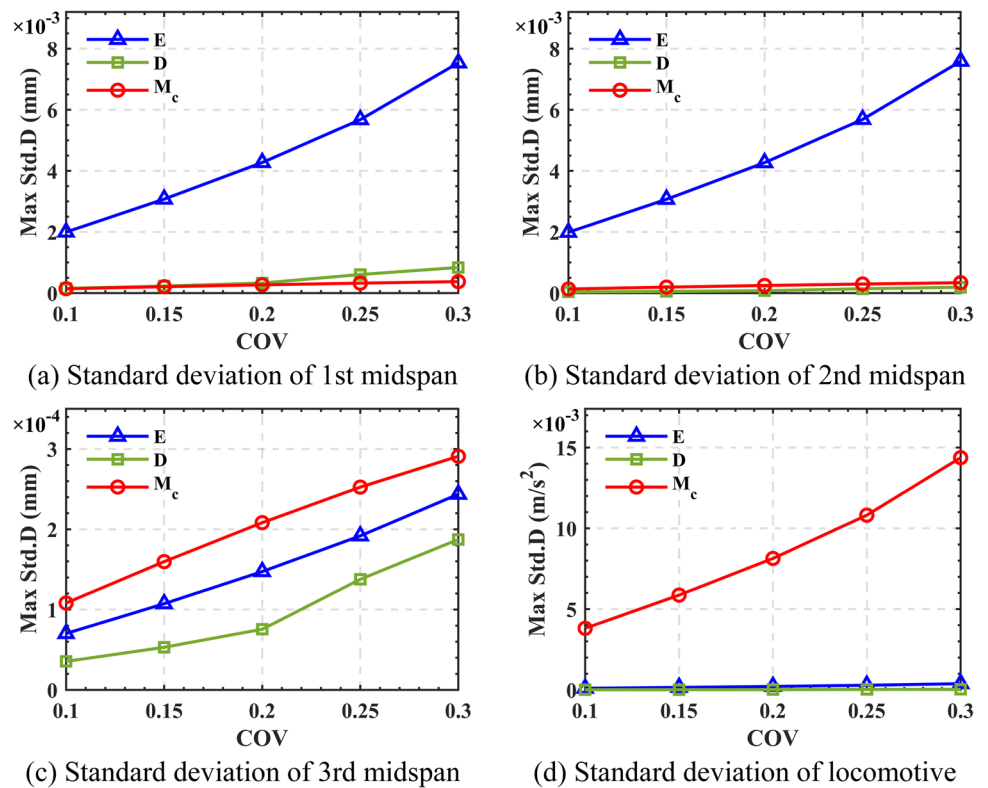 ×10⁻³
8
6
4
2
0
Max Std.D (mm)
E
D
M_c
0.1 0.15 0.2 0.25 0.3
COV
(a) Standard deviation of 1st midspan
×10⁻³
8
6
4
2
0
Max Std.D (mm)
E
D
M_c
0.1 0.15 0.2 0.25 0.3
COV
(b) Standard deviation of 2nd midspan
×10⁻⁴
3
2
1
0
Max Std.D (mm)
E
D
M_c
0.1 0.15 0.2 0.25 0.3
COV
(c) Standard deviation of 3rd midspan
×10⁻³
15
10
5
0
Max Std.D (m/s²)
E
D
M_c
0.1 0.15 0.2 0.25 0.3
COV
(d) Standard deviation of locomotive